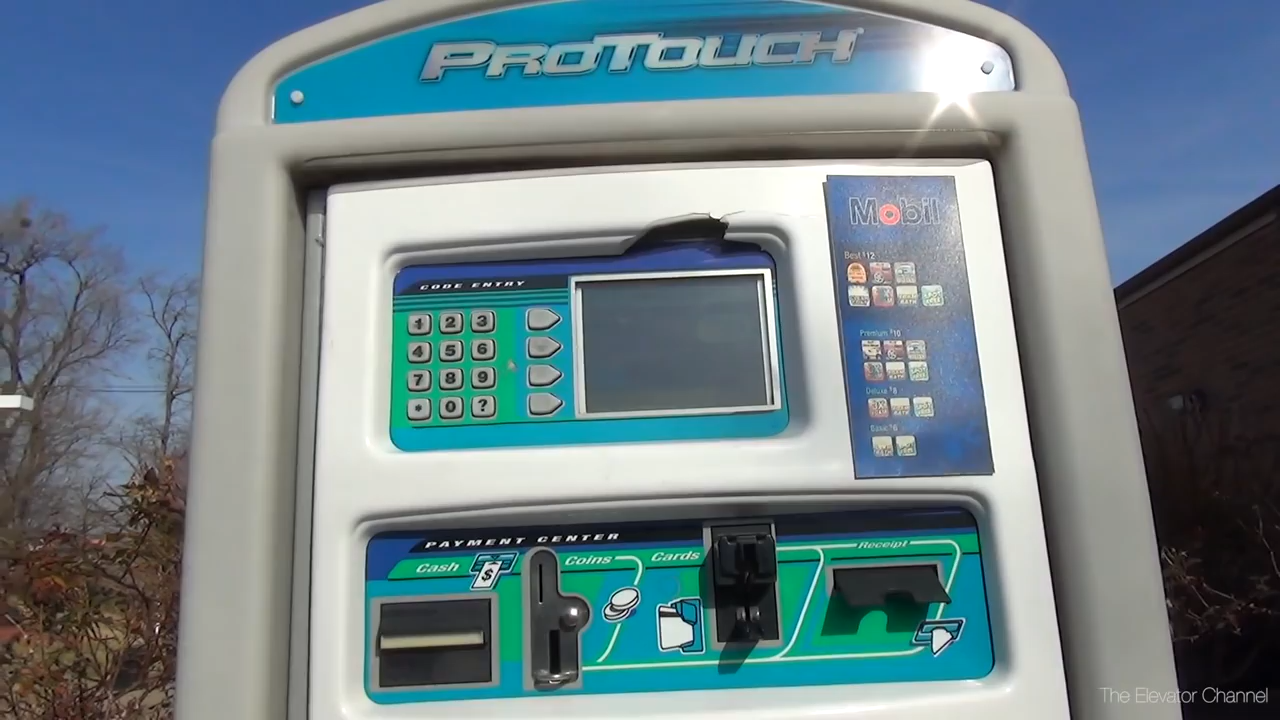 PROTOUCH
Mobil
CODE ENTRY
Best $12
1 2 3
4 5 6
7 8 9
* 0 ?
Premium $10
Deluxe $8
Basic $6
PAYMENT CENTER
Cash
$
Coins
Cards
Receipt
The Elevator Channel